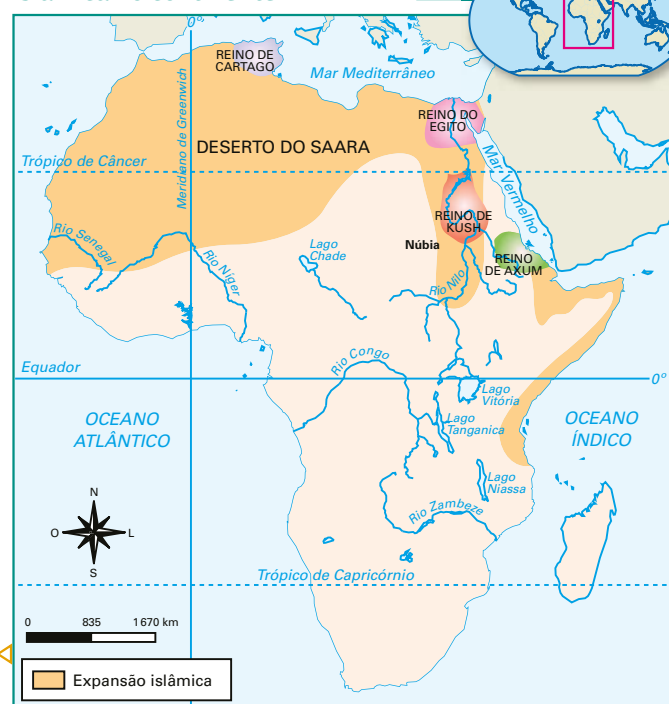 0º
REINO DE
CARTAGO
Mar Mediterrâneo
Meridiano de Greenwich
REINO DO
EGITO
DESERTO DO SAARA
Trópico de Câncer
Mar Vermelho
REINO DE
KUSH
Núbia
Rio Senegal
Rio Níger
Lago
Chade
REINO
DE AXUM
Rio Nilo
Equador
0º
Rio Congo
Lago
Vitória
OCEANO
ATLÂNTICO
Lago
Tanganica
OCEANO
ÍNDICO
Lago
Niassa
Rio Zambeze
N
O
L
S
Trópico de Capricórnio
0 835 1 670 km
Expansão islâmica